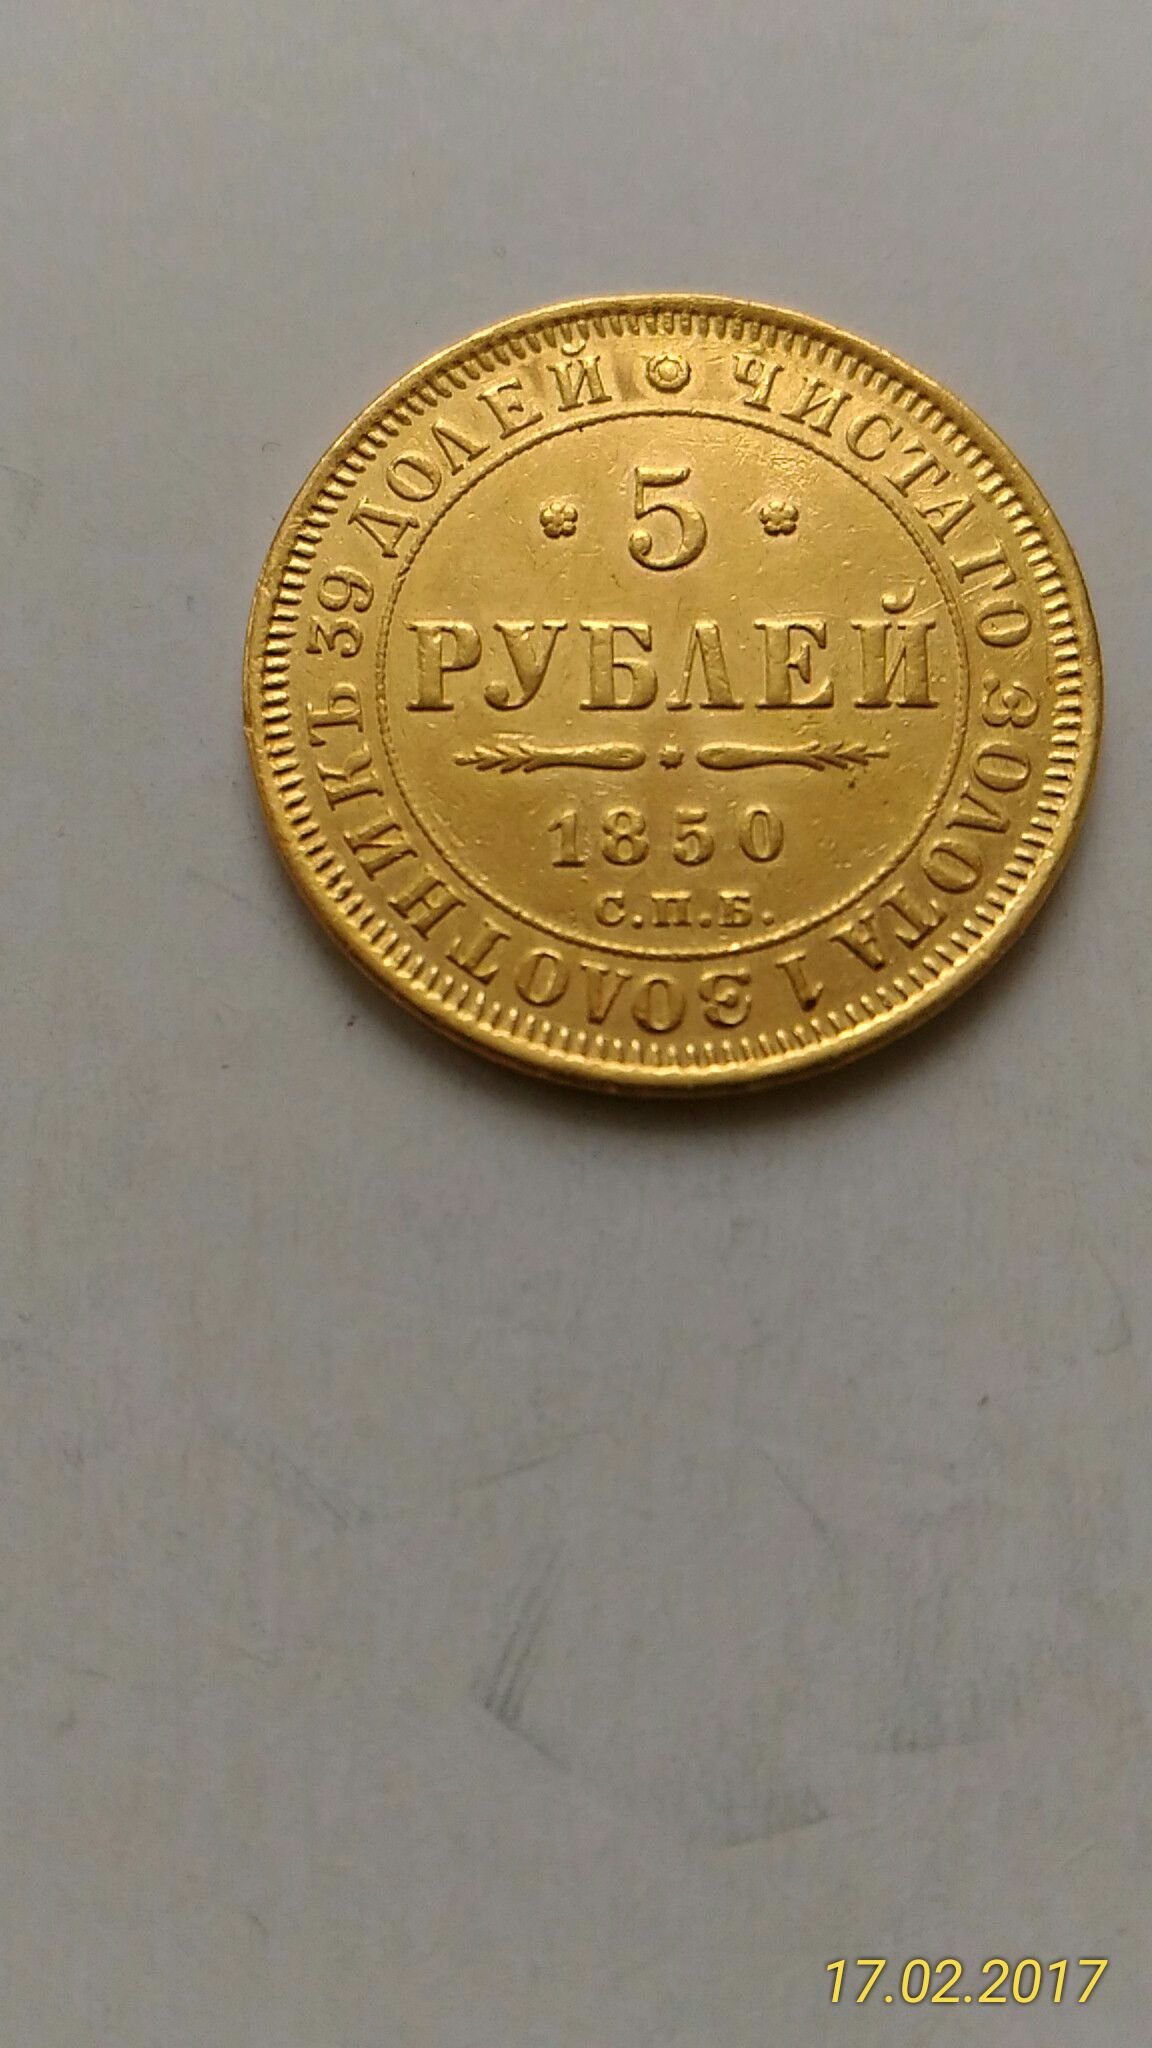 ЧИСТАГО ЗОЛОТА 1 ЗОЛОТНИКЪ 39 ДОЛЕЙ
5
РУБЛЕЙ
1850
С.П.Б.
17.02.2017